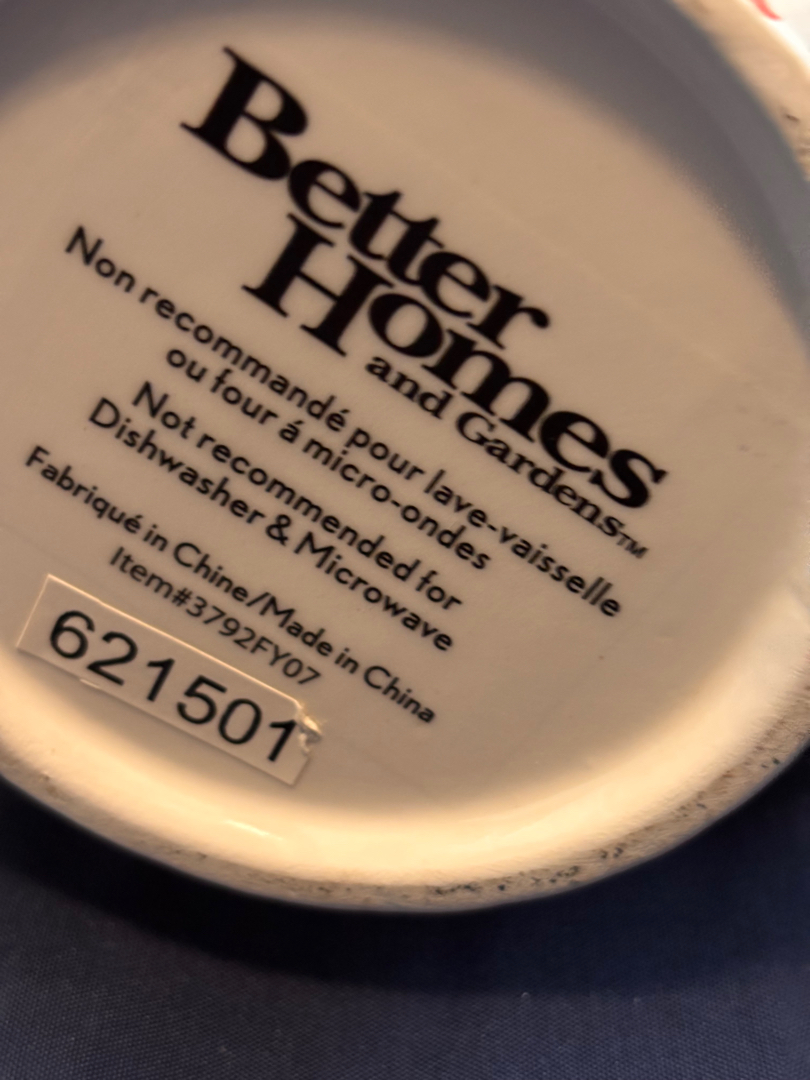 Better
Homes
and Gardens™
Non recommandé pour lave-vaisselle
ou four á micro-ondes
Not recommended for
Dishwasher & Microwave
Fabriqué in Chine/Made in China
Item#3792FY07
621501